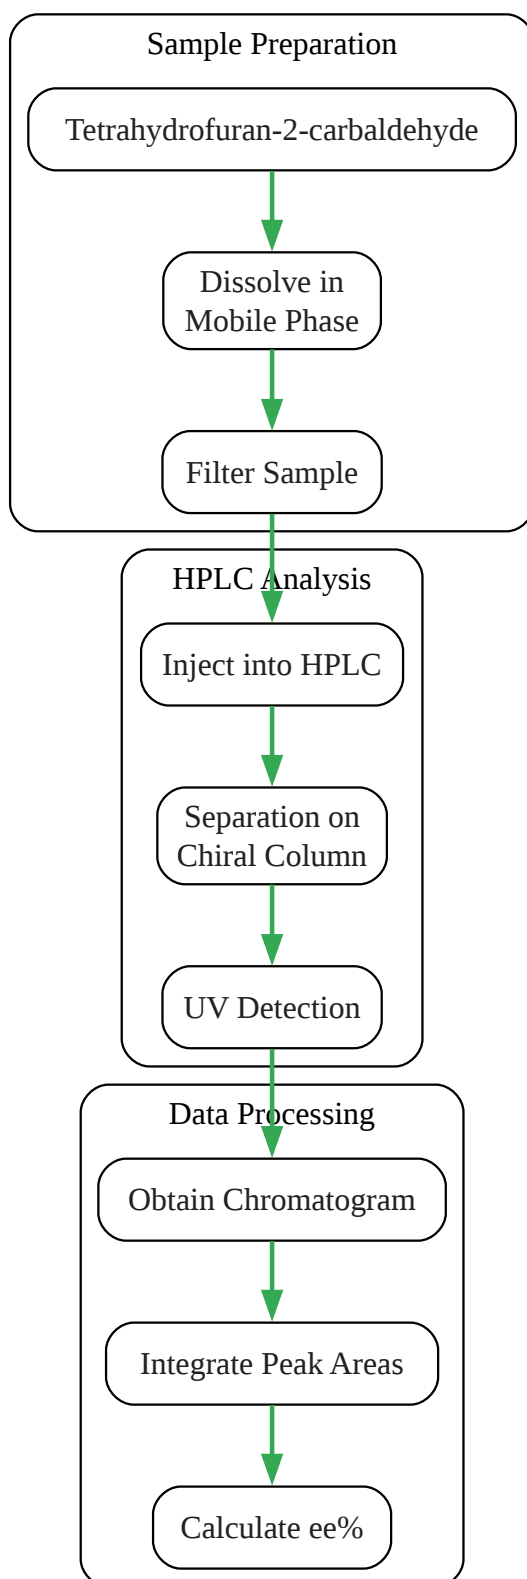 Sample Preparation
Tetrahydrofuran-2-carbaldehyde
Dissolve in
Mobile Phase
Filter Sample
HPLC Analysis
Inject into HPLC
Separation on
Chiral Column
UV Detection
Data Processing
Obtain Chromatogram
Integrate Peak Areas
Calculate ee%